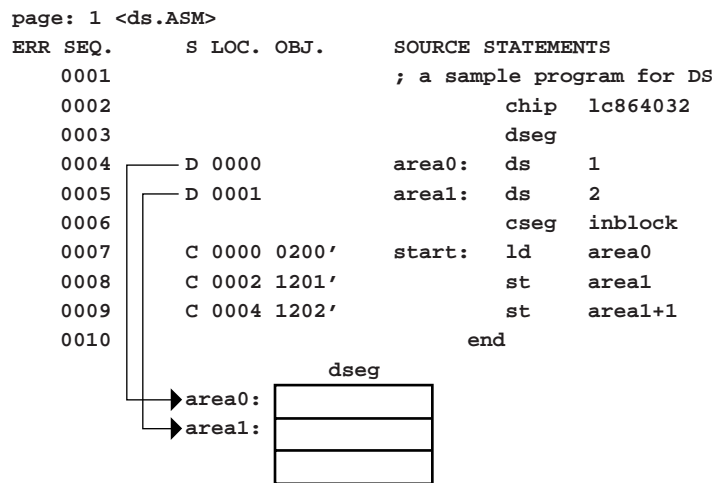 page: 1 <ds.ASM>
ERR SEQ. S LOC. OBJ. SOURCE STATEMENTS
0001 ; a sample program for DS
0002 chip lc864032
0003 dseg
0004 D 0000 area0: ds 1
0005 D 0001 area1: ds 2
0006 cseg inblock
0007 C 0000 0200′ start: ld area0
0008 C 0002 1201′ st area1
0009 C 0004 1202′ st area1+1
0010 end
dseg
area0:
area1: